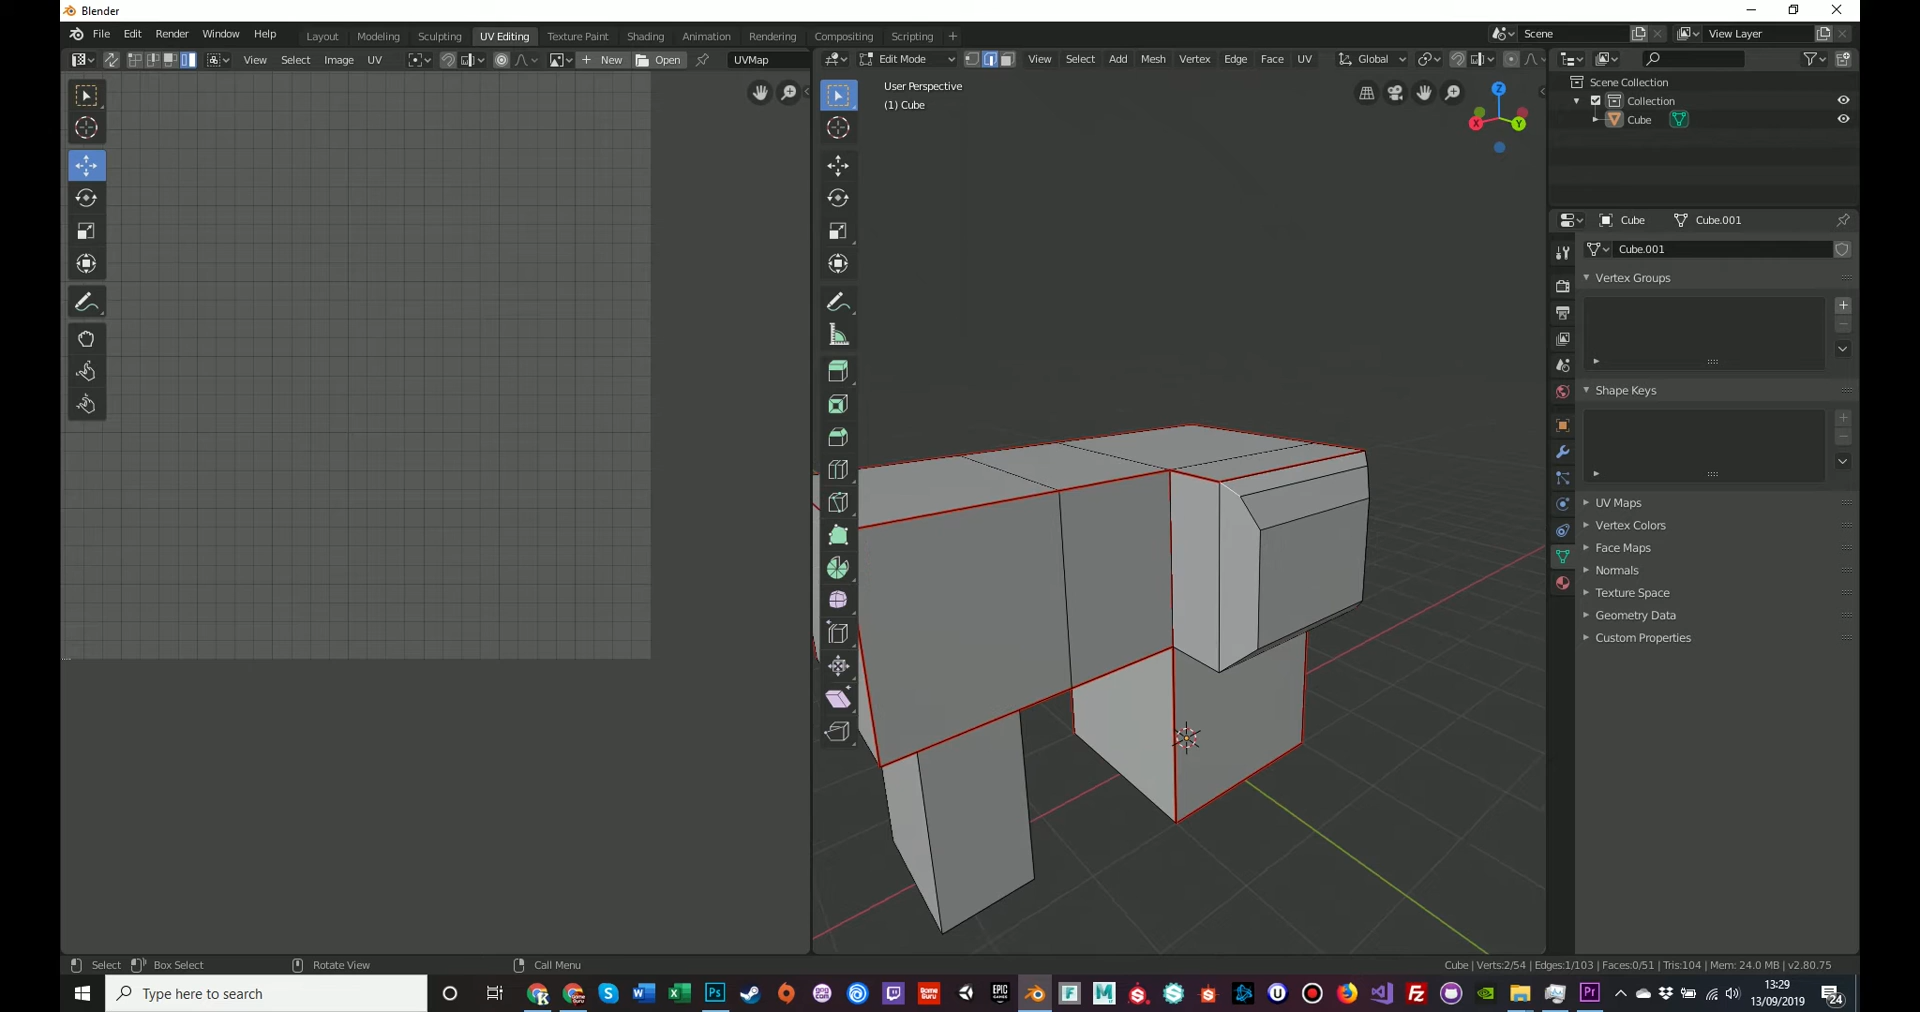 Blender
File Edit Render Window Help Layout Modeling Sculpting UV Editing Texture Paint Shading Animation Rendering Compositing Scripting + Scene View Layer
View Select Image UV New Open UVMap Edit Mode View Select Add Mesh Vertex Edge Face UV Global
User Perspective
(1) Cube
Z
X
Y
Scene Collection
Collection
Cube
Cube Cube.001
Cube.001
Vertex Groups
Shape Keys
UV Maps
Vertex Colors
Face Maps
Normals
Texture Space
Geometry Data
Custom Properties
Select Box Select Rotate View Call Menu Cube | Verts:2/54 | Edges:1/103 | Faces:0/51 | Tris:104 | Mem: 24.0 MB | v2.80.75
Type here to search
13:29
13/09/2019
24